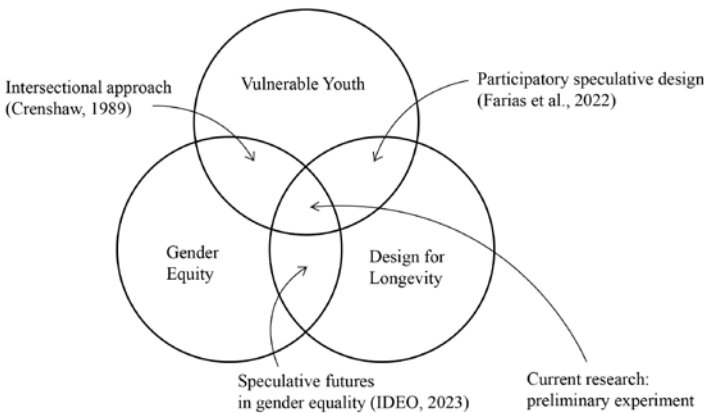 Vulnerable Youth
Intersectional approach
(Crenshaw, 1989)
Participatory speculative design
(Farias et al., 2022)
Gender
Equity
Design for
Longevity
Speculative futures
in gender equality (IDEO, 2023)
Current research:
preliminary experiment